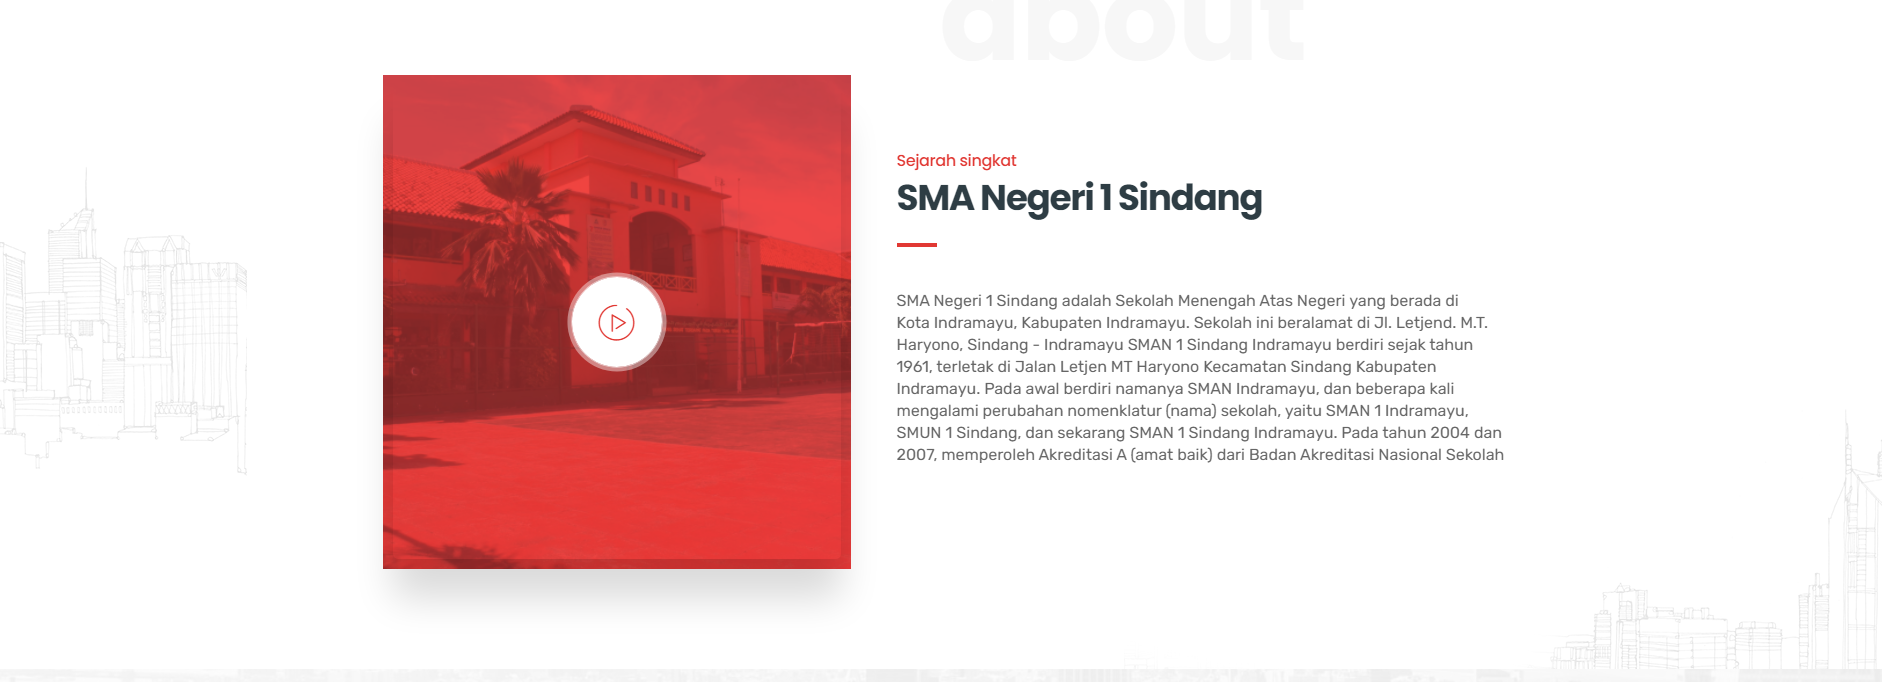 about
Sejarah singkat
SMA Negeri 1 Sindang
SMA Negeri 1 Sindang adalah Sekolah Menengah Atas Negeri yang berada di
Kota Indramayu, Kabupaten Indramayu. Sekolah ini beralamat di Jl. Letjend. M.T.
Haryono, Sindang - Indramayu SMAN 1 Sindang Indramayu berdiri sejak tahun
1961, terletak di Jalan Letjen MT Haryono Kecamatan Sindang Kabupaten
Indramayu. Pada awal berdiri namanya SMAN Indramayu, dan beberapa kali
mengalami perubahan nomenklatur (nama) sekolah, yaitu SMAN 1 Indramayu,
SMUN 1 Sindang, dan sekarang SMAN 1 Sindang Indramayu. Pada tahun 2004 dan
2007, memperoleh Akreditasi A (amat baik) dari Badan Akreditasi Nasional Sekolah